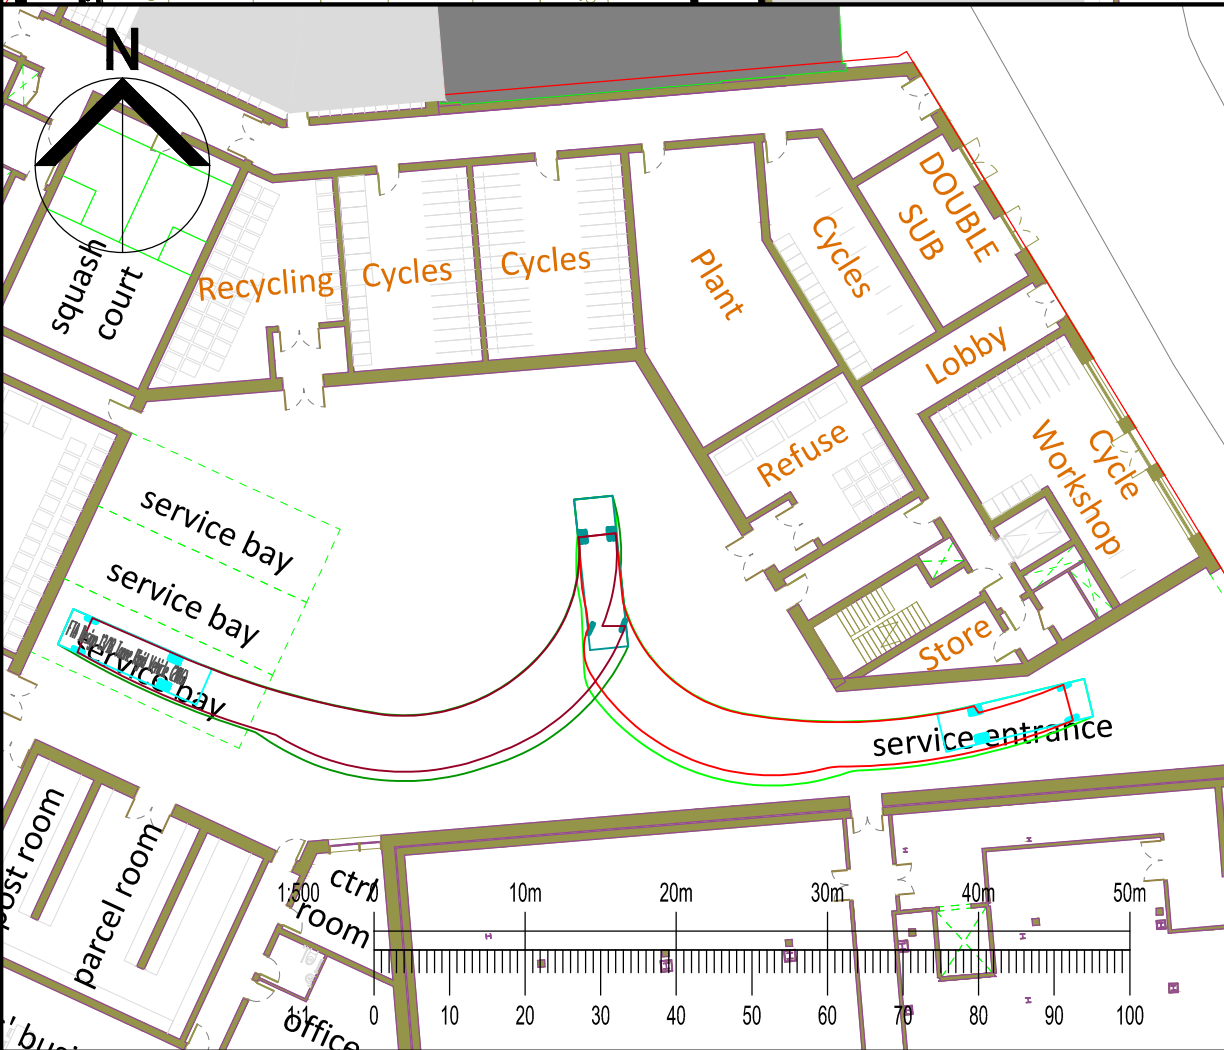 N
squash
court
Recycling
Cycles
Cycles
Plant
Cycles
DOUBLE
SUB
Lobby
Cycle
Workshop
Refuse
Store
service bay
service bay
service bay
service entrance
post room
parcel room
ctrl
room
office
1:500
0 10m 20m 30m 40m 50m
1:1
0 10 20 30 40 50 60 70 80 90 100